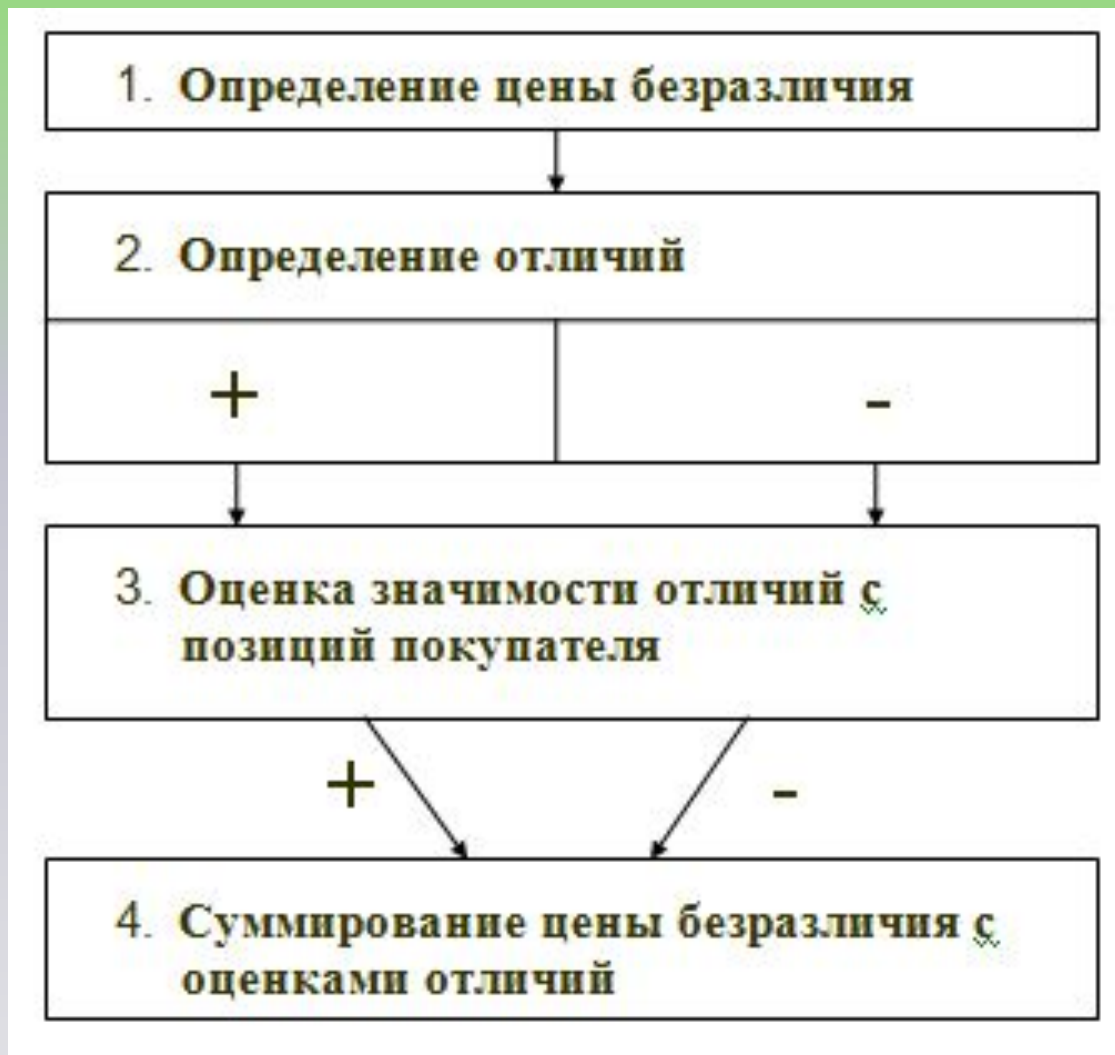 1. Определение цены безразличия
2. Определение отличий
+ -
3. Оценка значимости отличий с
позиций покупателя
+ -
4. Суммирование цены безразличия с
оценками отличий